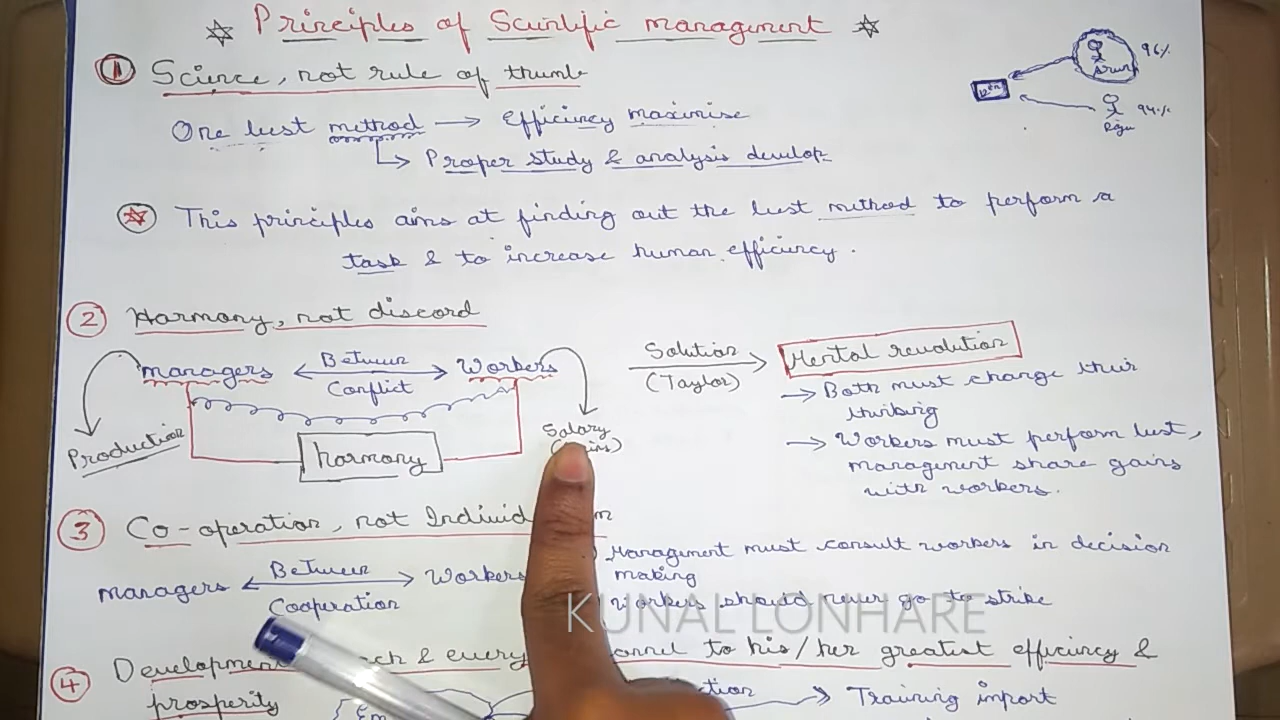 Principles of Scientific management
① Science, not rule of thumb
One best method → Efficiency maximise
↳ Proper study & analysis develop
96%
94%
This principles aims at finding out the best method to perform a
task & to increase human efficiency.
② Harmony, not discord
managers Between Workers
Conflict
Production
harmony
Salary
Solution
(Taylor)
Mental revolution
→ Both must change their
thinking
→ Workers must perform best,
management share gains
with workers.
③ Co-operation, not
managers Between Workers
Cooperation
Management must consult workers in decision
making
Workers should never go to strike
KUNAL LONHARE
④ Development & every to his/her greatest efficiency &
prosperity
→ Training import